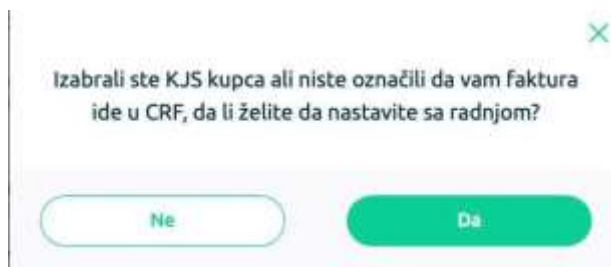 Izabrali ste KJS kupca ali niste označili da vam faktura
ide u CRF, da li želite da nastavite sa radnjom?
Ne
Da